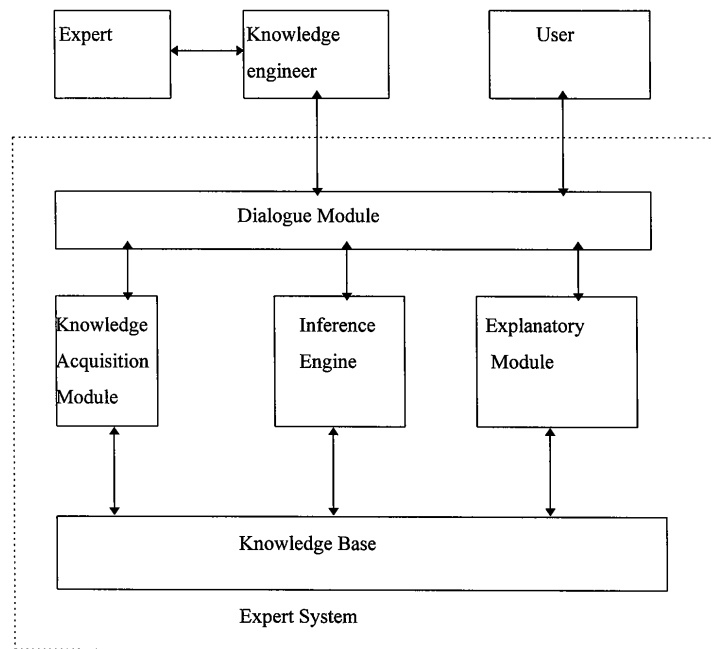 Expert
Knowledge
engineer
User
Dialogue Module
Knowledge
Acquisition
Module
Inference
Engine
Explanatory
Module
Knowledge Base
Expert System